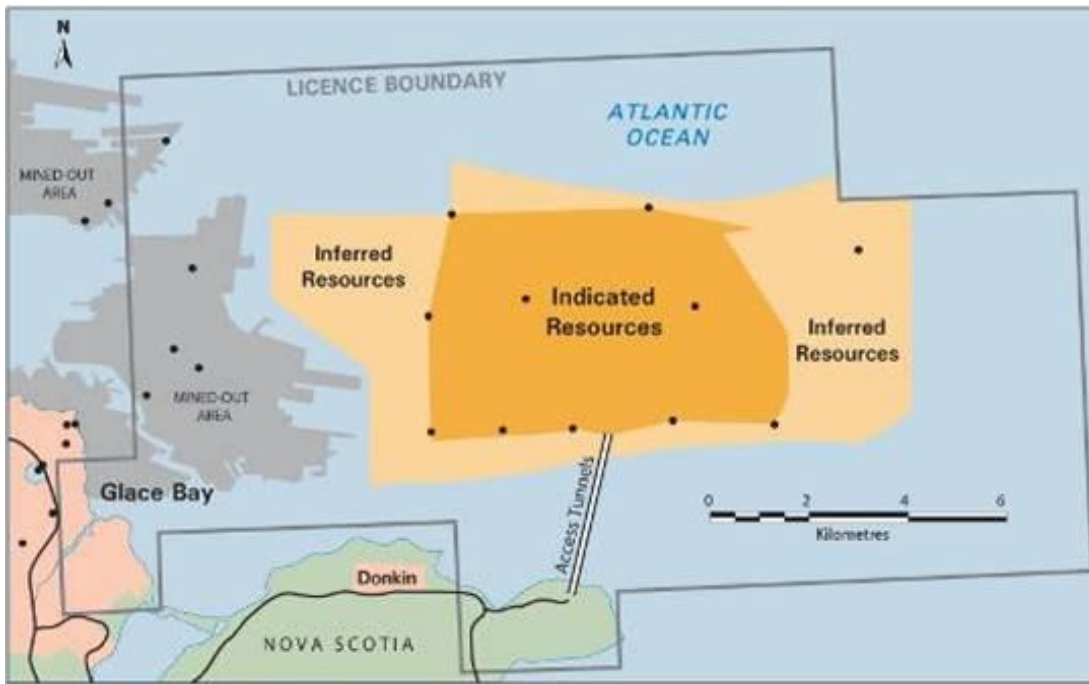 N
LICENCE BOUNDARY
ATLANTIC
OCEAN
MINED-OUT
AREA
Inferred
Resources
Indicated
Resources
Inferred
Resources
MINED-OUT
AREA
Glace Bay
Access Tunnels
0 2 4 6
Kilometres
Donkin
NOVA SCOTIA